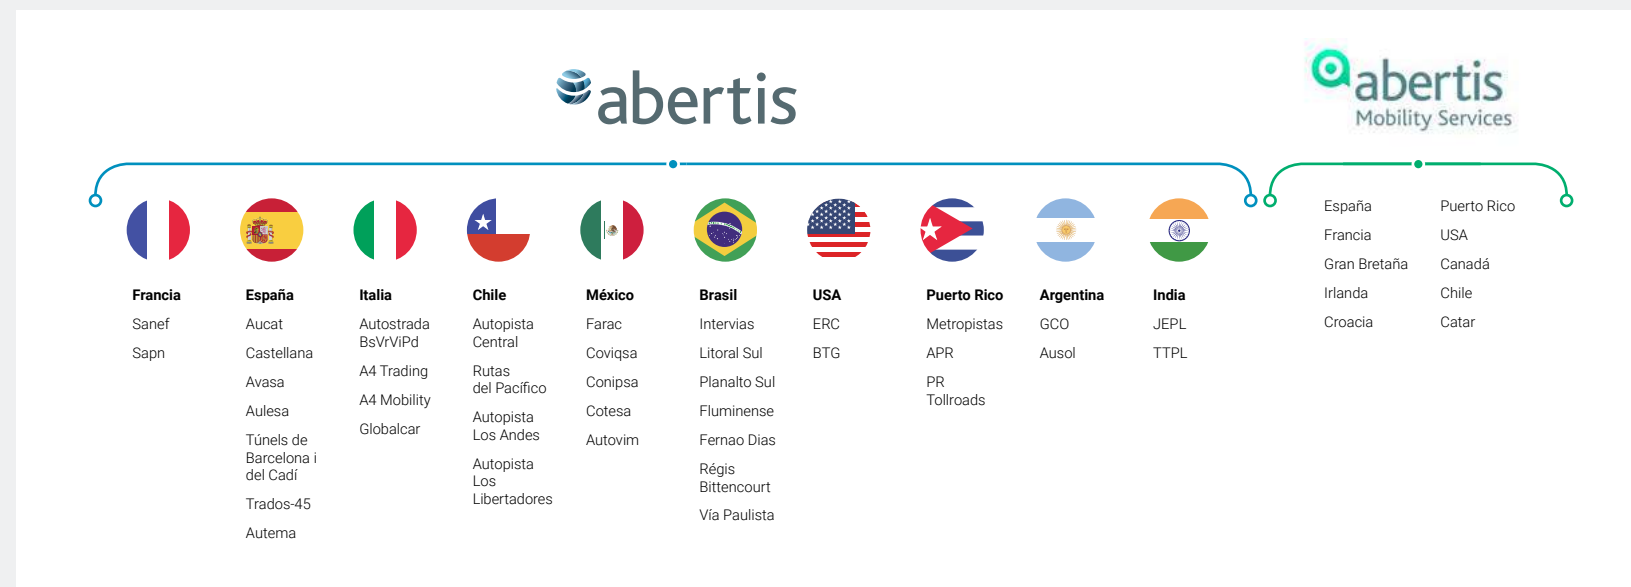 abertis
abertis
Mobility Services
Francia
Sanef
Sapn
España
Aucat
Castellana
Avasa
Aulesa
Túnels de
Barcelona i
del Cadí
Trados-45
Autema
Italia
Autostrada
BsVrViPd
A4 Trading
A4 Mobility
Globalcar
Chile
Autopista
Central
Rutas
del Pacífico
Autopista
Los Andes
Autopista
Los
Libertadores
México
Farac
Coviqsa
Conipsa
Cotesa
Autovim
Brasil
Intervias
Litoral Sul
Planalto Sul
Fluminense
Fernao Dias
Régis
Bittencourt
Vía Paulista
USA
ERC
BTG
Puerto Rico
Metropistas
APR
PR
Tollroads
Argentina
GCO
Ausol
India
JEPL
TTPL
España
Francia
Gran Bretaña
Irlanda
Croacia
Puerto Rico
USA
Canadá
Chile
Catar